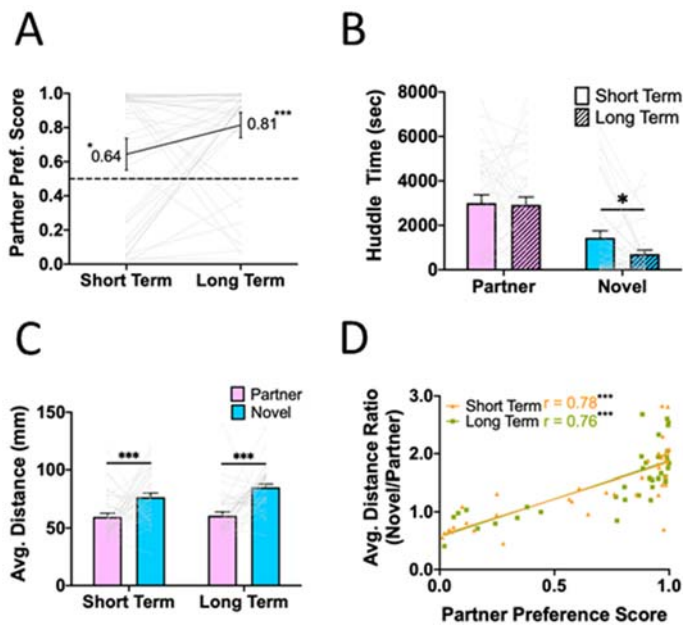 A
Partner Pref. Score
1.0
0.8
0.6
0.4
0.2
0.0
*0.64
0.81***
Short Term Long Term
B
Huddle Time (sec)
8000
6000
4000
2000
0
Short Term
Long Term
*
Partner Novel
C
Avg. Distance (mm)
150
100
50
0
Partner
Novel
*** ***
Short Term Long Term
D
Avg. Distance Ratio
(Novel/Partner)
3.0
2.0
1.0
0.0
Short Term r = 0.78***
Long Term r = 0.76***
0.0 0.5 1.0
Partner Preference Score